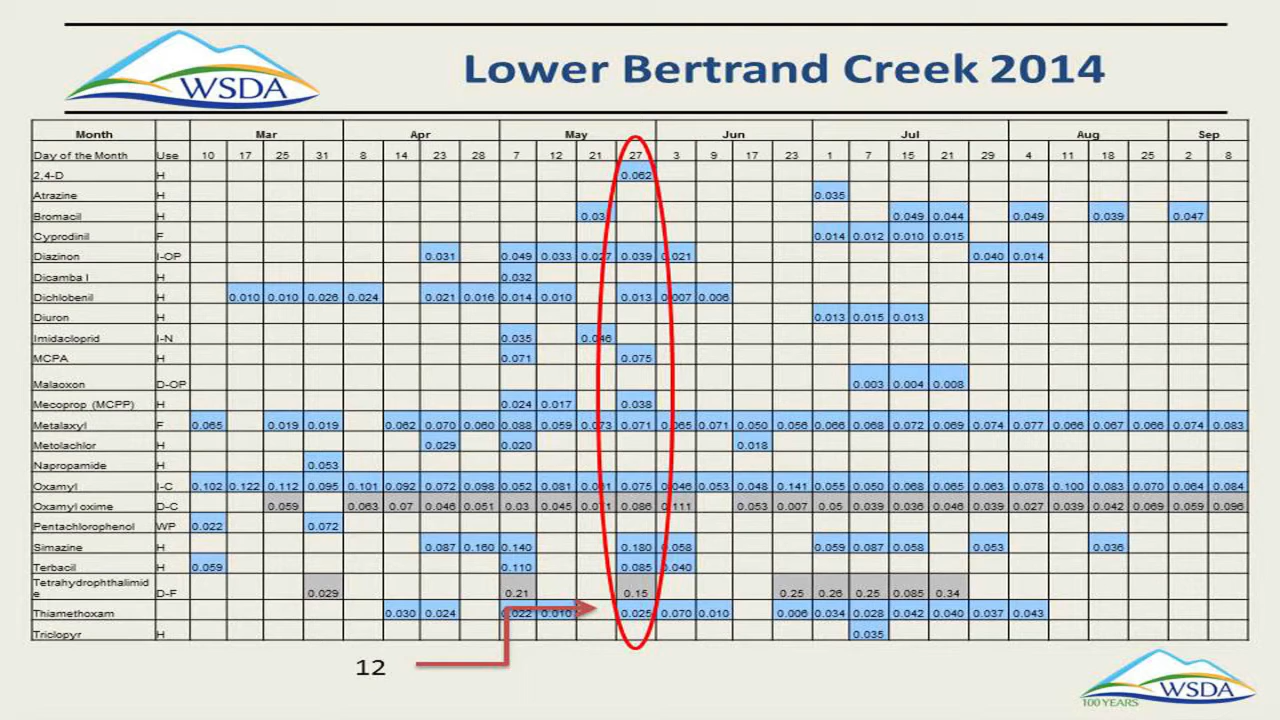 WSDA
Lower Bertrand Creek 2014
Month Mar Apr May Jun Jul Aug Sep
Day of the Month Use 10 17 25 31 8 14 23 28 7 12 21 27 3 9 17 23 1 7 15 21 29 4 11 18 25 2 8
2,4-D H 0.062
Atrazine H 0.035
Bromacil H 0.03 0.049 0.044 0.049 0.039 0.047
Cyprodinil F 0.014 0.012 0.010 0.015
Diazinon I-OP 0.031 0.049 0.033 0.027 0.039 0.021 0.040 0.014
Dicamba I H 0.032
Dichlobenil H 0.010 0.010 0.026 0.024 0.021 0.016 0.014 0.010 0.013 0.007 0.006
Diuron H 0.013 0.015 0.013
Imidacloprid I-N 0.035 0.046
MCPA H 0.071 0.075
Malaoxon D-OP 0.003 0.004 0.008
Mecoprop (MCPP) H 0.024 0.017 0.038
Metalaxyl F 0.065 0.019 0.019 0.062 0.070 0.060 0.088 0.059 0.071 0.065 0.071 0.050 0.056 0.066 0.068 0.072 0.069 0.074 0.077 0.066 0.067 0.066 0.074 0.083
Metolachlor H 0.029 0.020 0.018
Napropamide H 0.053
Oxamyl I-C 0.102 0.122 0.112 0.095 0.101 0.092 0.072 0.098 0.052 0.081 0.075 0.046 0.053 0.048 0.141 0.055 0.050 0.068 0.065 0.063 0.078 0.100 0.083 0.070 0.064 0.084
Oxamyl oxime D-C 0.059 0.063 0.07 0.046 0.051 0.03 0.045 0.086 0.111 0.053 0.007 0.05 0.039 0.036 0.046 0.039 0.027 0.039 0.042 0.069 0.059 0.096
Pentachlorophenol WP 0.022 0.072
Simazine H 0.087 0.160 0.140 0.180 0.058 0.059 0.087 0.058 0.053 0.036
Terbacil H 0.059 0.110 0.085 0.040
Tetrahydrophthalimid
e D-F 0.029 0.21 0.15 0.25 0.26 0.25 0.085 0.34
Thiamethoxam 0.030 0.024 0.022 0.010 0.025 0.070 0.010 0.006 0.034 0.028 0.042 0.040 0.037 0.043
Triclopyr H 0.035
12
WSDA
100 YEARS